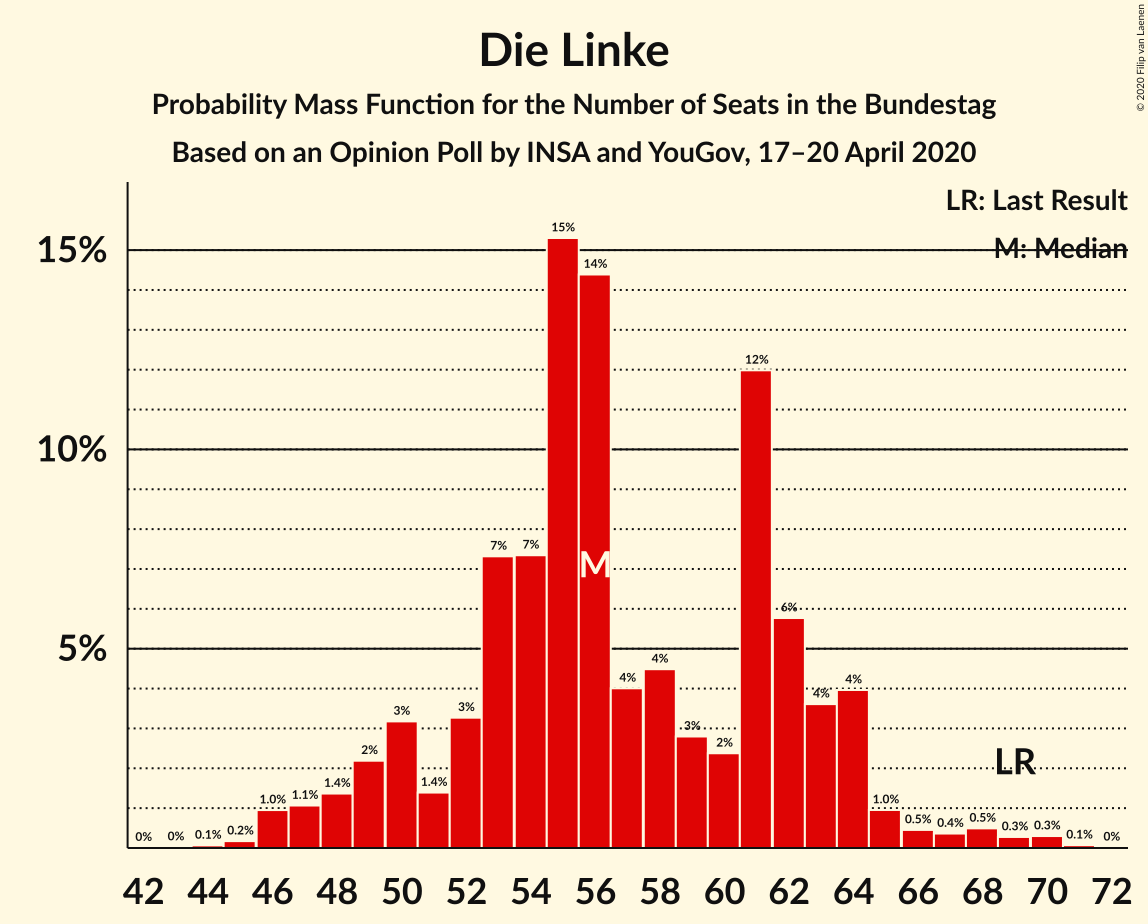 Die Linke
Probability Mass Function for the Number of Seats in the Bundestag
Based on an Opinion Poll by INSA and YouGov, 17–20 April 2020
© 2020 Filip van Laenen
LR: Last Result
M: Median
15%
10%
5%
0% 0% 0.1% 0.2% 1.0% 1.1% 1.4% 2% 3% 1.4% 3% 7% 7% 15% 14% 4% 4% 3% 2% 12% 6% 4% 4% 1.0% 0.5% 0.4% 0.5% 0.3% 0.3% 0.1% 0%
M
LR
42 44 46 48 50 52 54 56 58 60 62 64 66 68 70 72